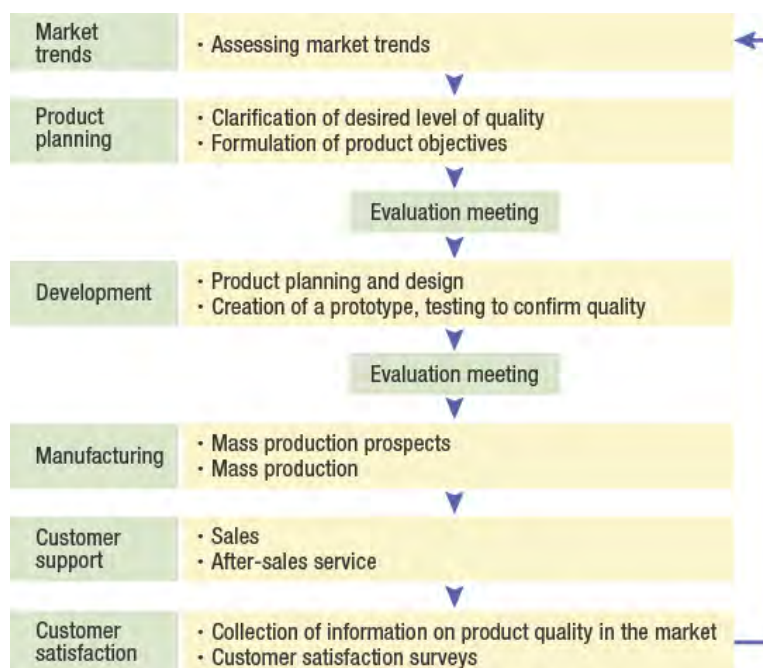 Market
trends
· Assessing market trends
Product
planning
· Clarification of desired level of quality
· Formulation of product objectives
Evaluation meeting
Development
· Product planning and design
· Creation of a prototype, testing to confirm quality
Evaluation meeting
Manufacturing
· Mass production prospects
· Mass production
Customer
support
· Sales
· After-sales service
Customer
satisfaction
· Collection of information on product quality in the market
· Customer satisfaction surveys